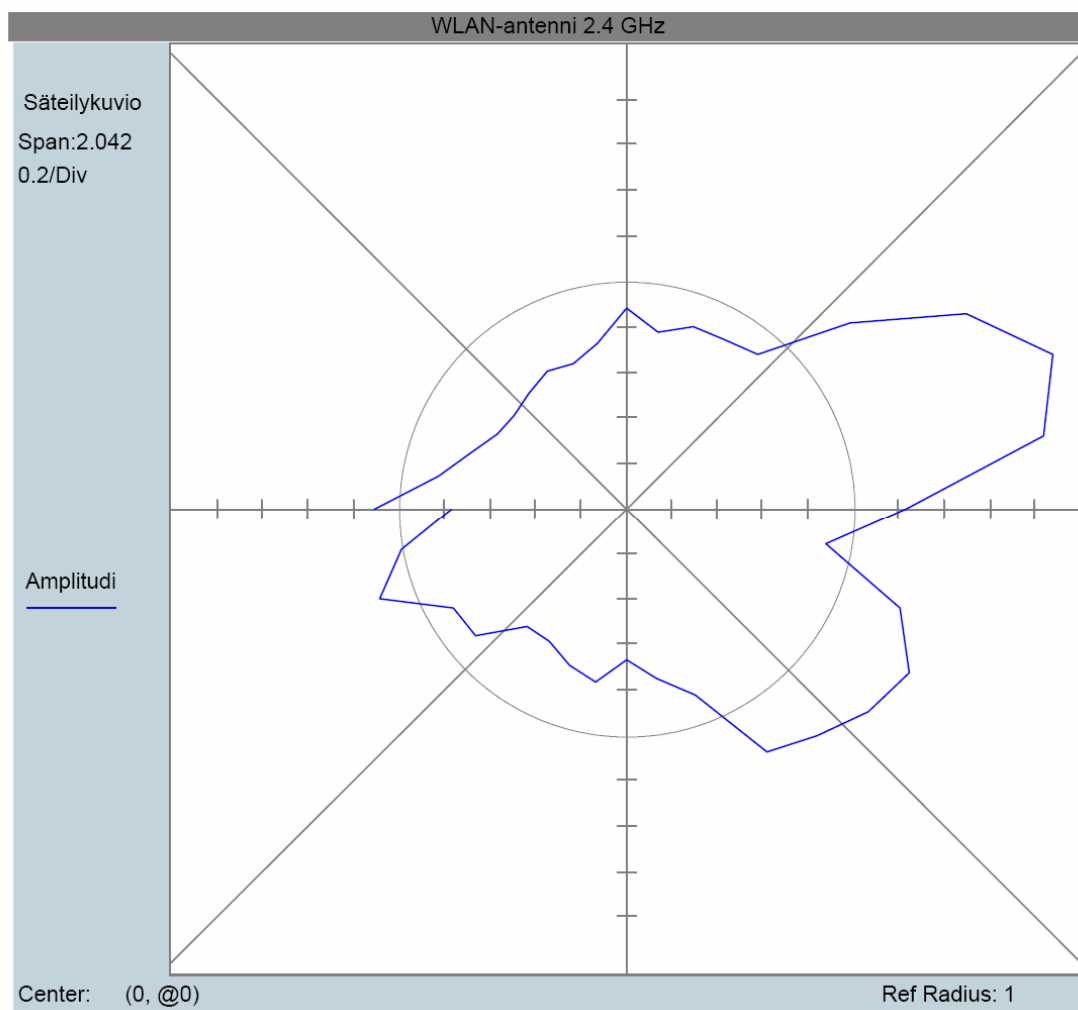 WLAN-antenni 2.4 GHz
Säteilykuvio
Span:2.042
0.2/Div
Amplitudi
Center: (0, @0)
Ref Radius: 1